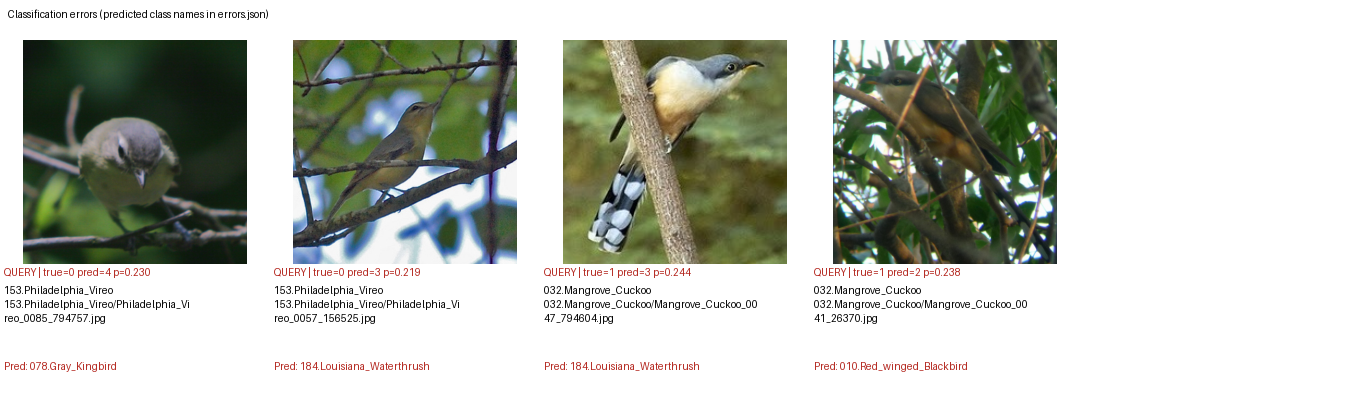 Classification errors (predicted class names in errors.json)
QUERY | true=0 pred=4 p=0.230
153.Philadelphia_Vireo
153.Philadelphia_Vireo/Philadelphia_Vi
reo_0085_794757.jpg
Pred: 078.Gray_Kingbird
QUERY | true=0 pred=3 p=0.219
153.Philadelphia_Vireo
153.Philadelphia_Vireo/Philadelphia_Vi
reo_0057_156525.jpg
Pred: 184.Louisiana_Waterthrush
QUERY | true=1 pred=3 p=0.244
032.Mangrove_Cuckoo
032.Mangrove_Cuckoo/Mangrove_Cuckoo_00
47_794604.jpg
Pred: 184.Louisiana_Waterthrush
QUERY | true=1 pred=2 p=0.238
032.Mangrove_Cuckoo
032.Mangrove_Cuckoo/Mangrove_Cuckoo_00
41_26370.jpg
Pred: 010.Red_winged_Blackbird